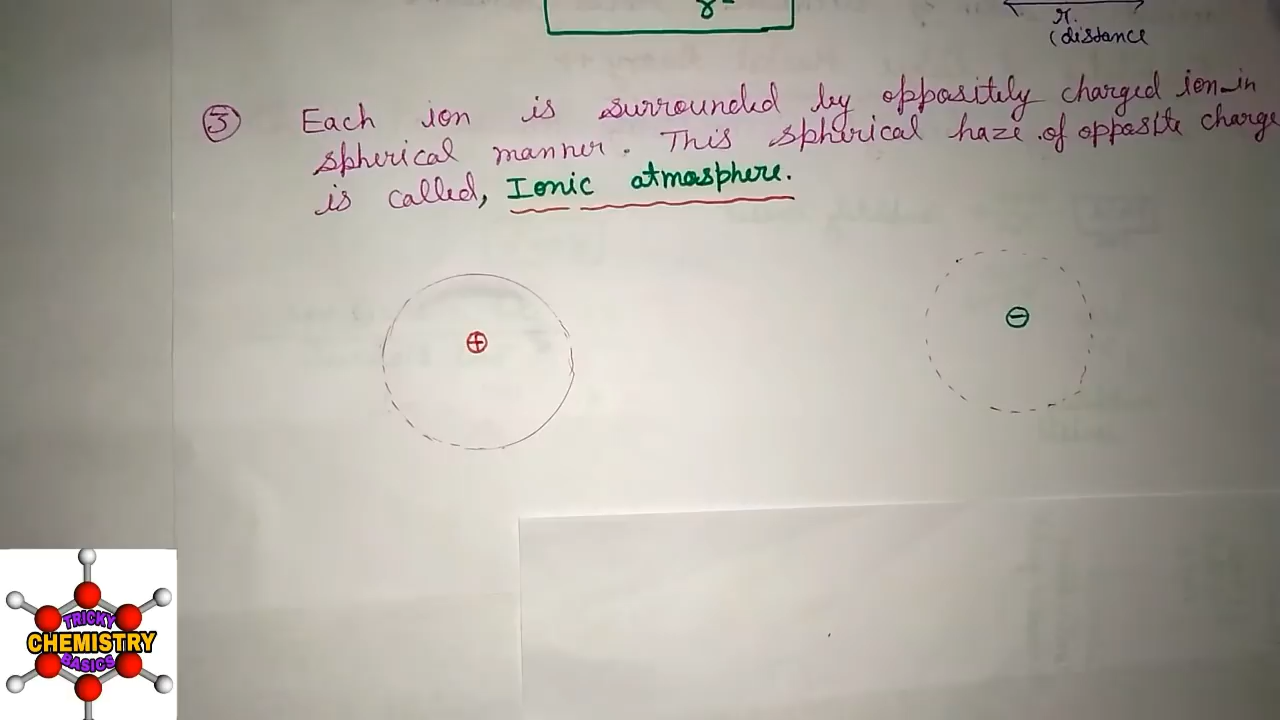 r
r.
(distance
③ Each ion is surrounded by oppositely charged ion in
spherical manner. This spherical haze of opposite charge
is called, Ionic atmosphere.
+
−
TRICKY
CHEMISTRY
BASICS